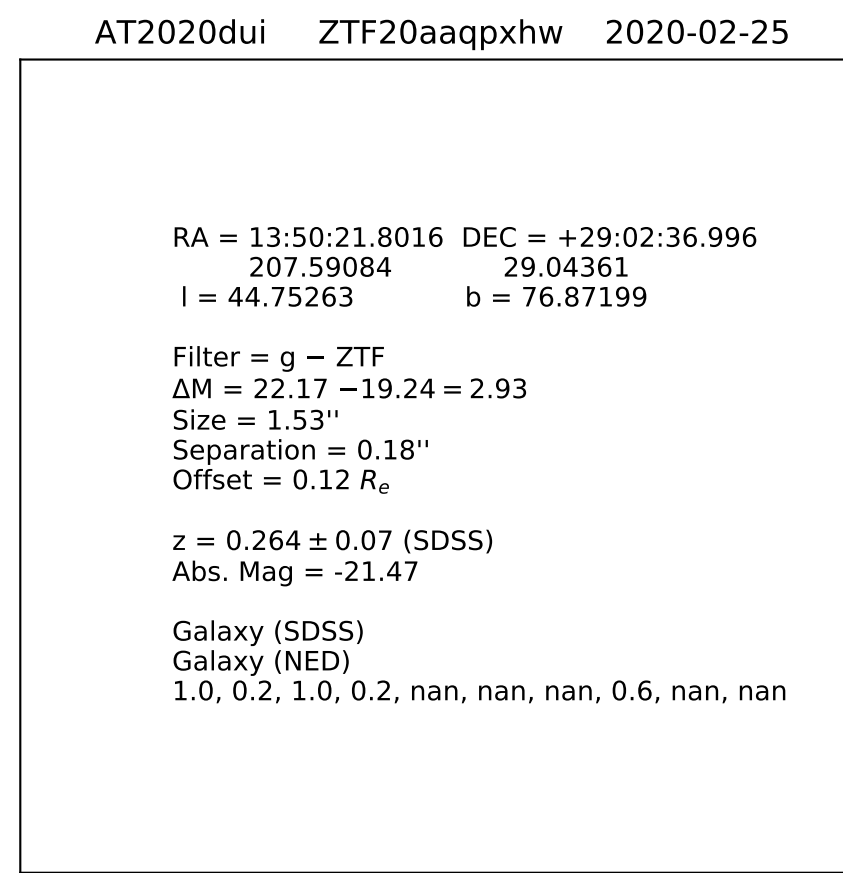 AT2020dui ZTF20aaqpxhw 2020-02-25
RA = 13:50:21.8016 DEC = +29:02:36.996
207.59084 29.04361
l = 44.75263 b = 76.87199
Filter = g − ZTF
ΔM = 22.17 −19.24 = 2.93
Size = 1.53''
Separation = 0.18''
Offset = 0.12 Rₑ
z = 0.264 ± 0.07 (SDSS)
Abs. Mag = -21.47
Galaxy (SDSS)
Galaxy (NED)
1.0, 0.2, 1.0, 0.2, nan, nan, nan, 0.6, nan, nan